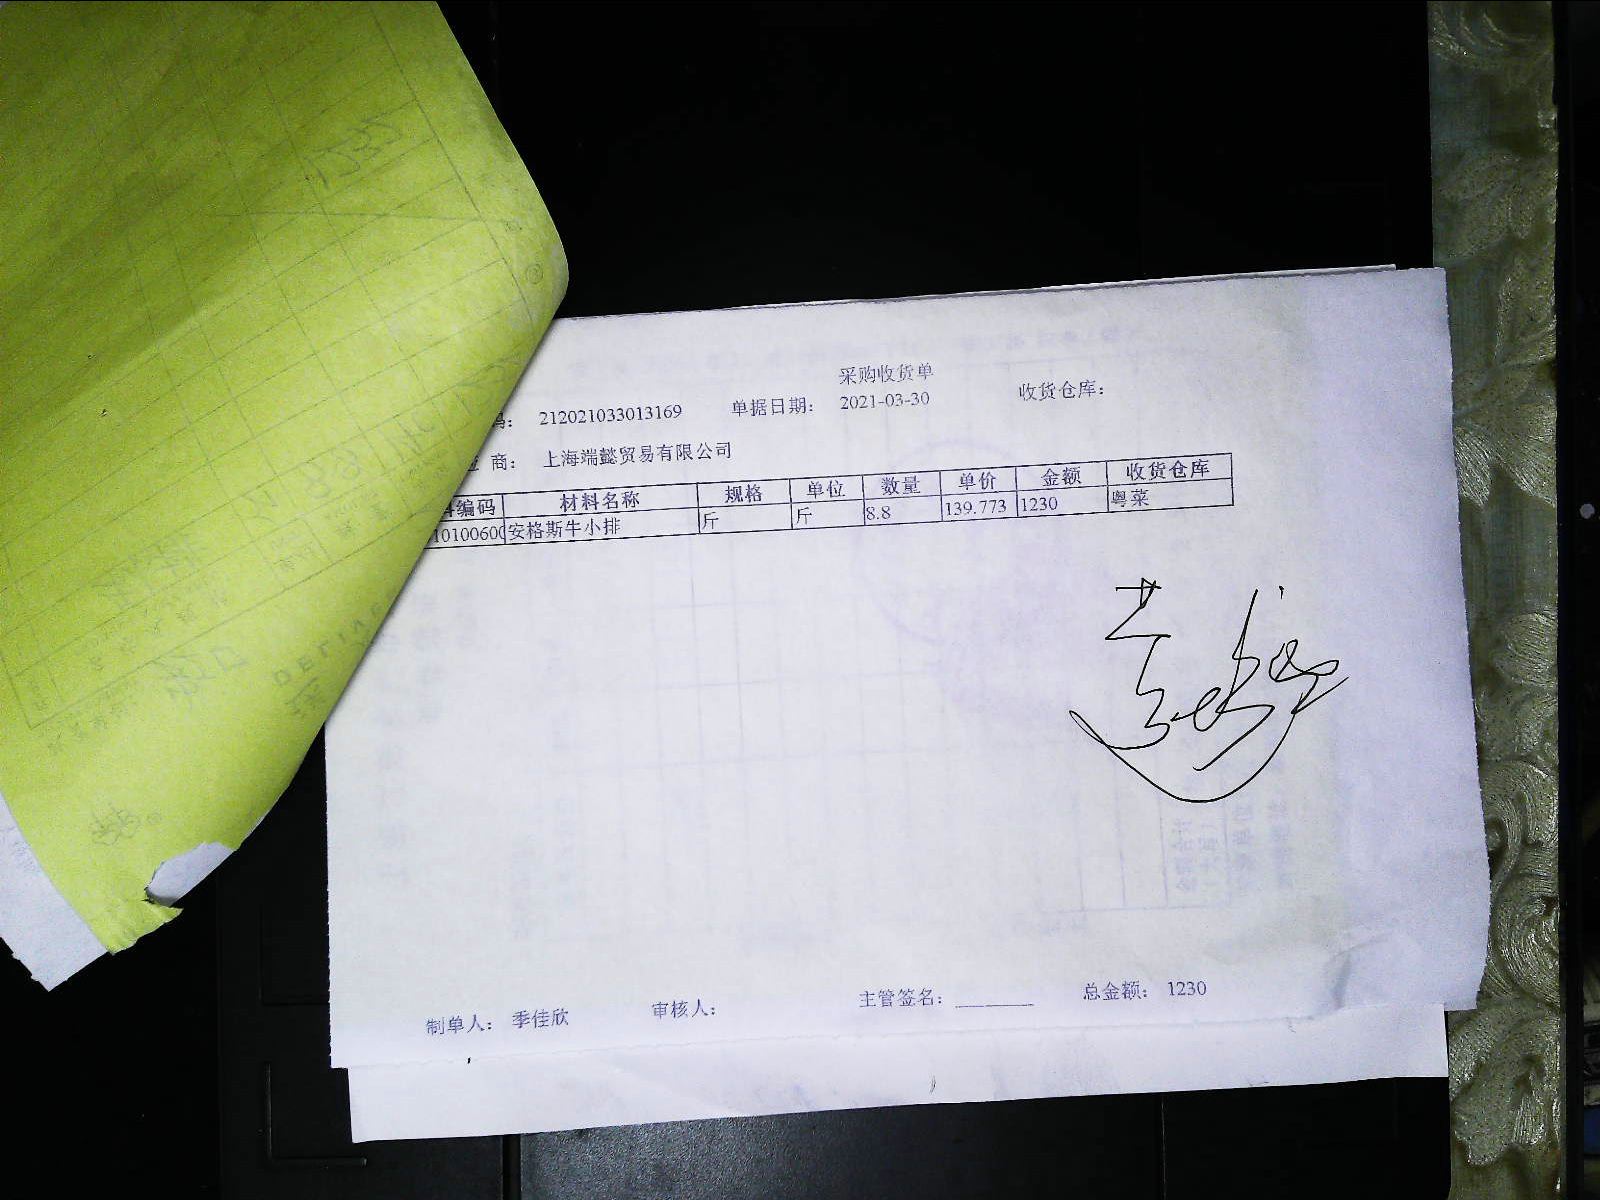 采购收货单
码： 212021033013169 单据日期： 2021-03-30 收货仓库：
应 商： 上海端懿贸易有限公司
料编码 材料名称 规格 单位 数量 单价 金额 收货仓库
10100600 安格斯牛小排 斤 斤 8.8 139.773 1230 粤菜
制单人： 季佳欣 审核人： 主管签名： ________ 总金额： 1230